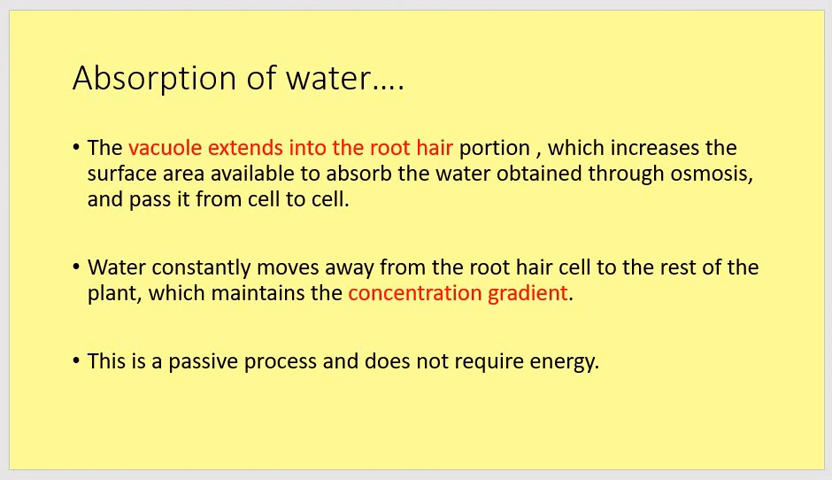 Absorption of water....
• The vacuole extends into the root hair portion , which increases the
surface area available to absorb the water obtained through osmosis,
and pass it from cell to cell.
• Water constantly moves away from the root hair cell to the rest of the
plant, which maintains the concentration gradient.
• This is a passive process and does not require energy.